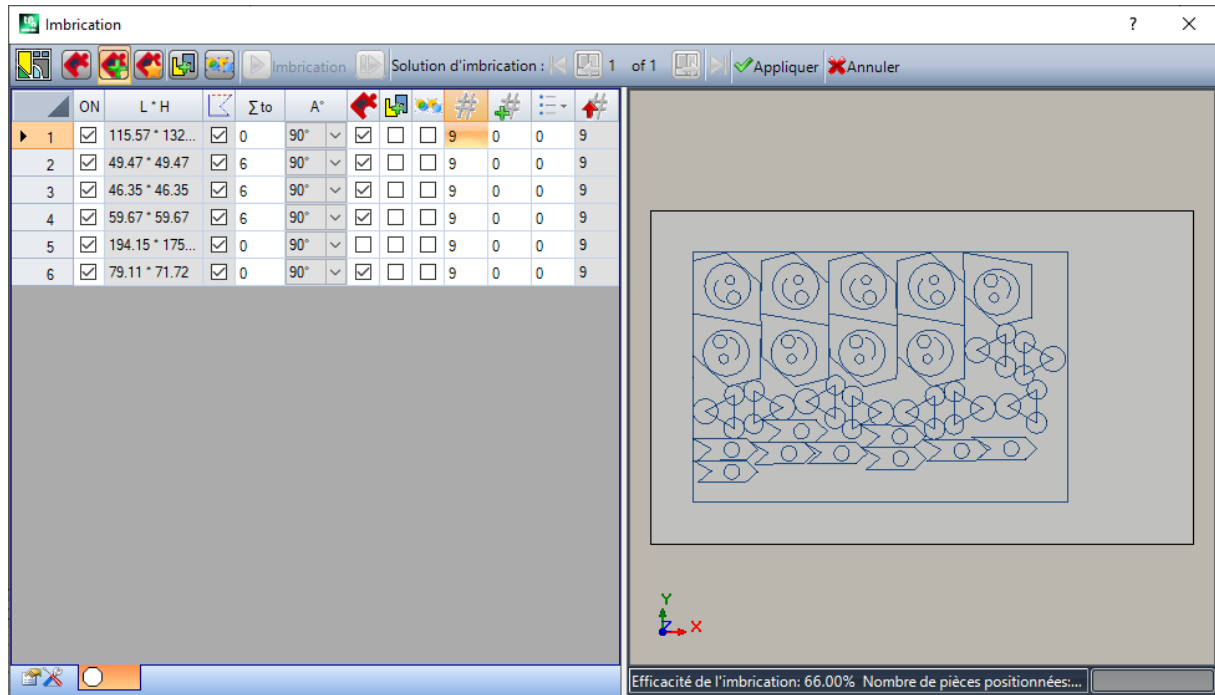 Imbrication ? ×
Imbrication Solution d'imbrication : 1 of 1 Appliquer Annuler
ON L * H Σ to A°
1 115.57 * 132... 0 90° 9 0 0 9
2 49.47 * 49.47 6 90° 9 0 0 9
3 46.35 * 46.35 6 90° 9 0 0 9
4 59.67 * 59.67 6 90° 9 0 0 9
5 194.15 * 175... 0 90° 9 0 0 9
6 79.11 * 71.72 0 90° 9 0 0 9
Y
Z X
Efficacité de l'imbrication: 66.00% Nombre de pièces positionnées:...